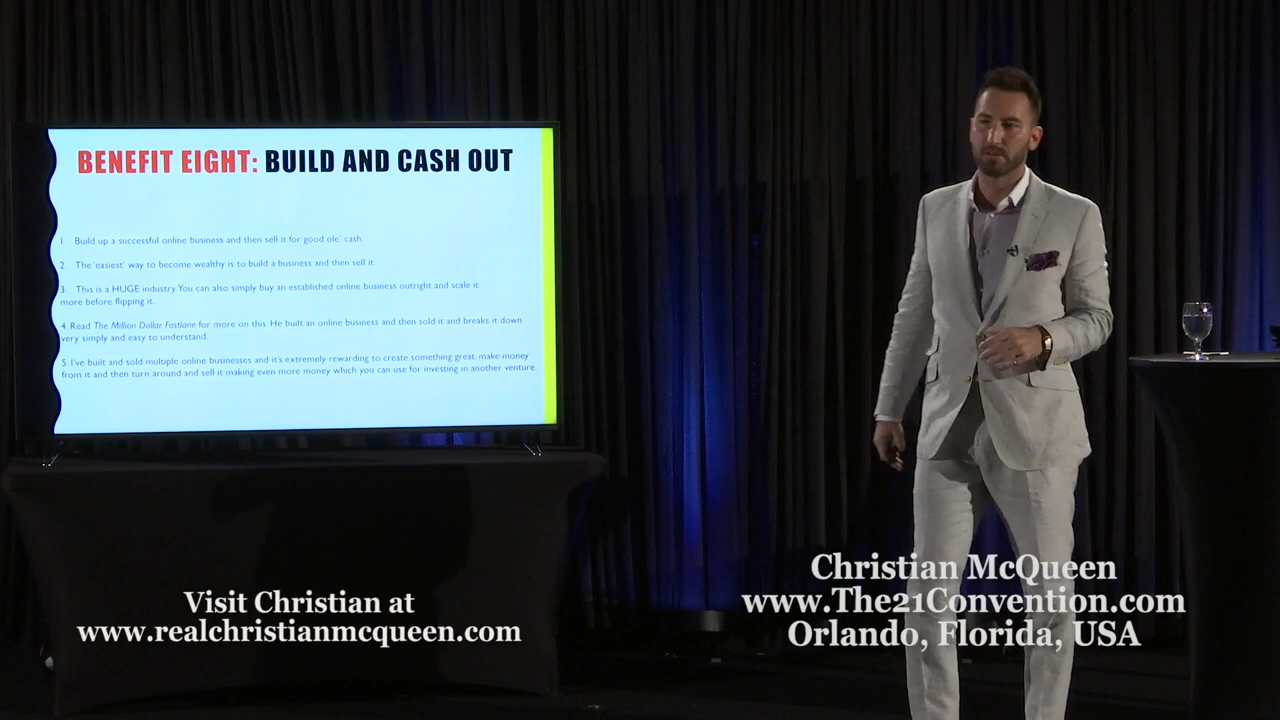 BENEFIT EIGHT: BUILD AND CASH OUT
1. Build up a successful online business and then sell it for good ole' cash
2. The 'easiest' way to become wealthy is to build a business and then sell it.
3. This is a HUGE industry. You can also simply buy an established online business outright and scale it
more before flipping it.
4. Read The Million Dollar Fastlane for more on this. He built an online business and then sold it and breaks it down
very simply and easy to understand.
5. I've built and sold multiple online businesses and it's extremely rewarding to create something great, make money
from it and then turn around and sell it making even more money which you can use for investing in another venture
Visit Christian at
www.realchristianmcqueen.com
Christian McQueen
www.The21Convention.com
Orlando, Florida, USA